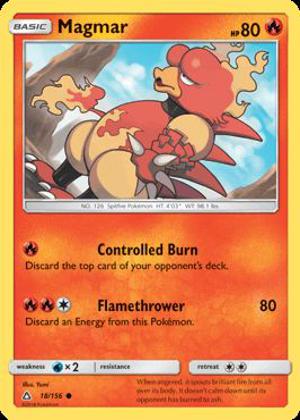 BASIC Magmar HP80
NO. 126 Spitfire Pokémon HT: 4'03" WT: 98.1 lbs.
Controlled Burn
Discard the top card of your opponent's deck.
Flamethrower 80
Discard an Energy from this Pokémon.
weakness ×2 resistance retreat
Illus. Yumi
18/156
©2018 Pokémon
When angered, it spouts brilliant fire from all
over its body. It doesn't calm down until its
opponent has burned to ash.